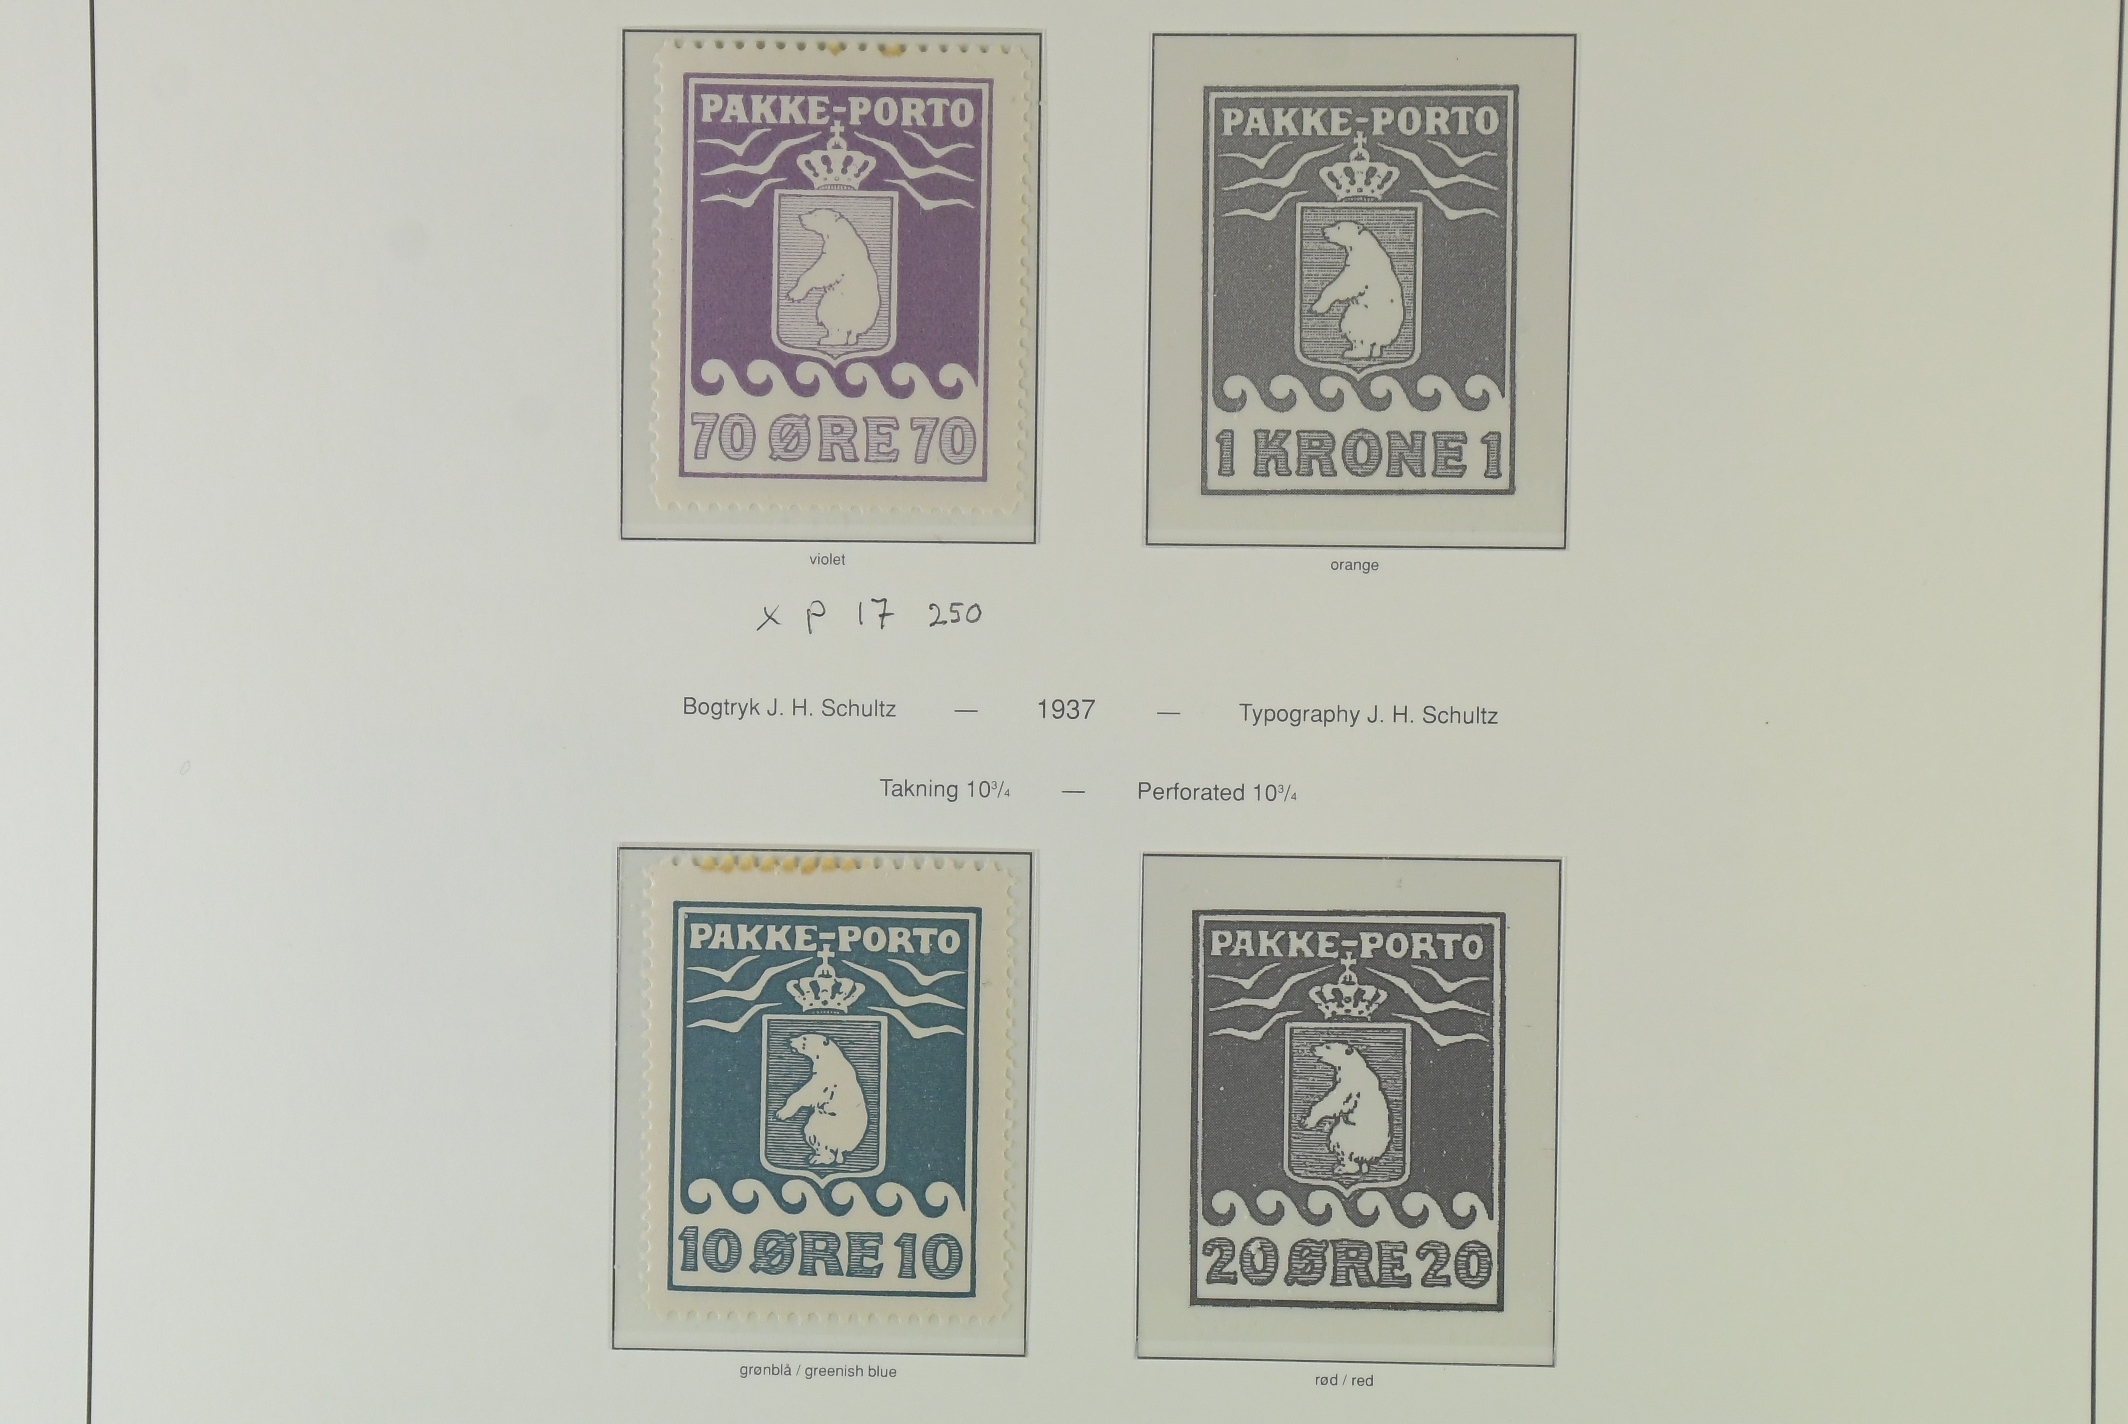 PAKKE-PORTO
70 ØRE 70
violet
PAKKE-PORTO
1 KRONE 1
orange
x P 17 250
Bogtryk J. H. Schultz — 1937 — Typography J. H. Schultz
Takning 10¾ — Perforated 10¾
PAKKE-PORTO
10 ØRE 10
grønblå / greenish blue
PAKKE-PORTO
20 ØRE 20
rød / red